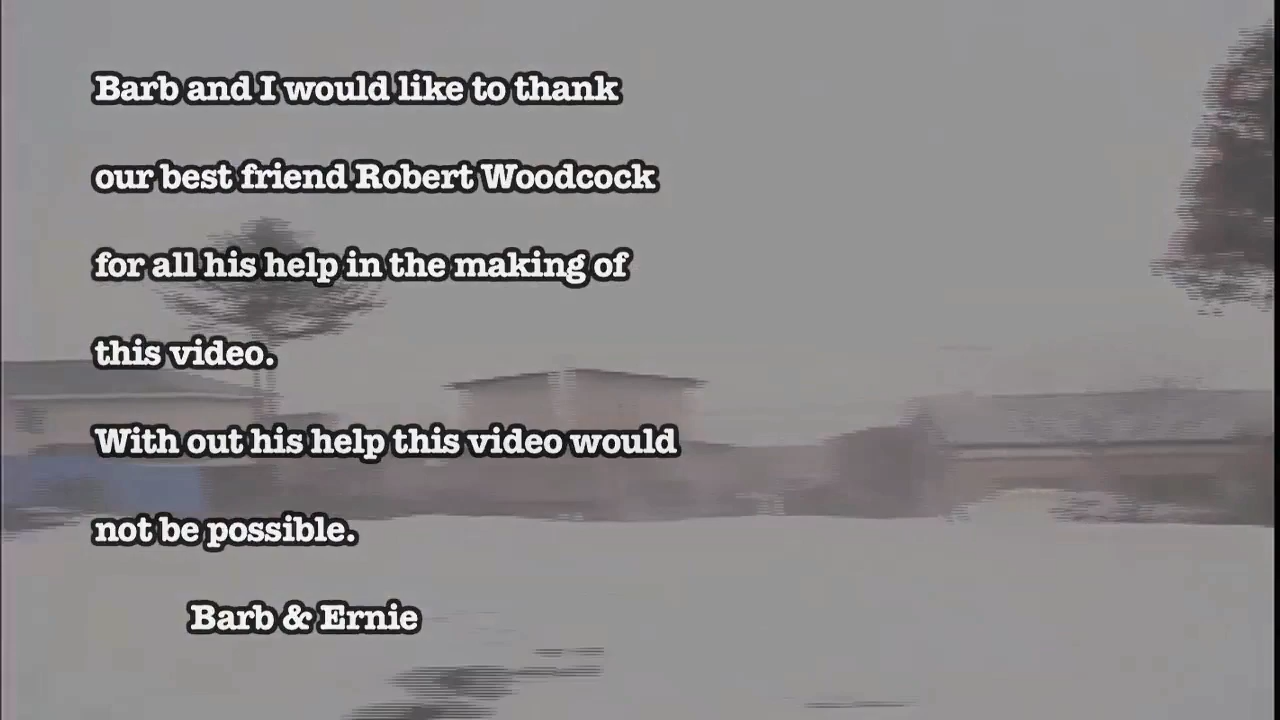 Barb and I would like to thank
our best friend Robert Woodcock
for all his help in the making of
this video.
With out his help this video would
not be possible.
Barb & Ernie